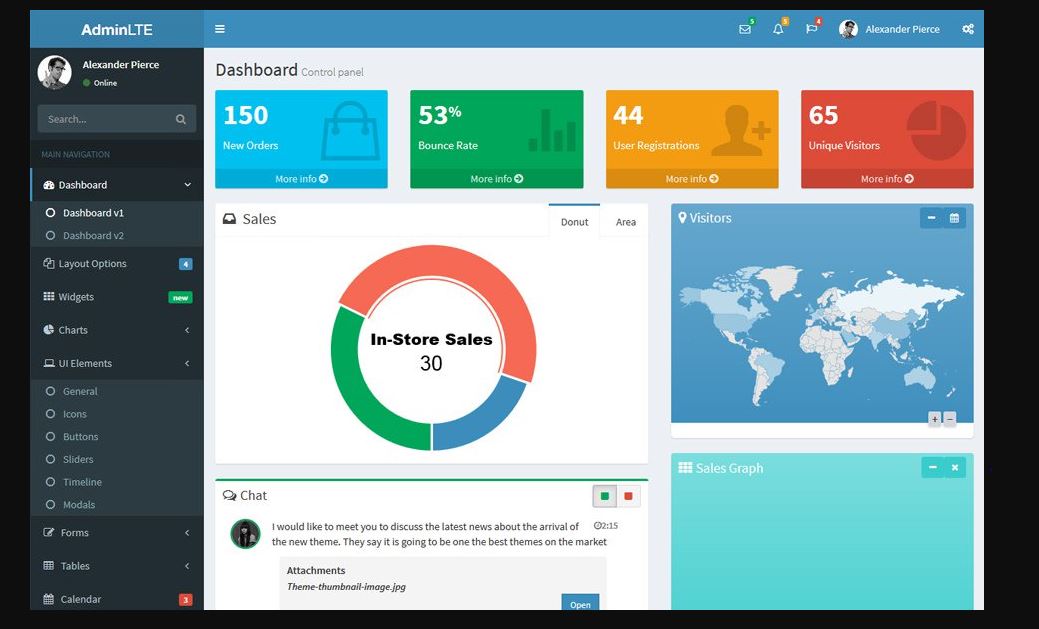 AdminLTE
5
5
4
Alexander Pierce
Alexander Pierce
Online
Search...
MAIN NAVIGATION
Dashboard
Dashboard v1
Dashboard v2
Layout Options 4
Widgets new
Charts
UI Elements
General
Icons
Buttons
Sliders
Timeline
Modals
Forms
Tables
Calendar 3
Dashboard Control panel
150
New Orders
More info
53%
Bounce Rate
More info
44
User Registrations
More info
65
Unique Visitors
More info
Sales
Donut Area
In-Store Sales
30
Visitors
+ −
Chat
I would like to meet you to discuss the latest news about the arrival of 2:15
the new theme. They say it is going to be one the best themes on the market
Attachments
Theme-thumbnail-image.jpg
Open
Sales Graph